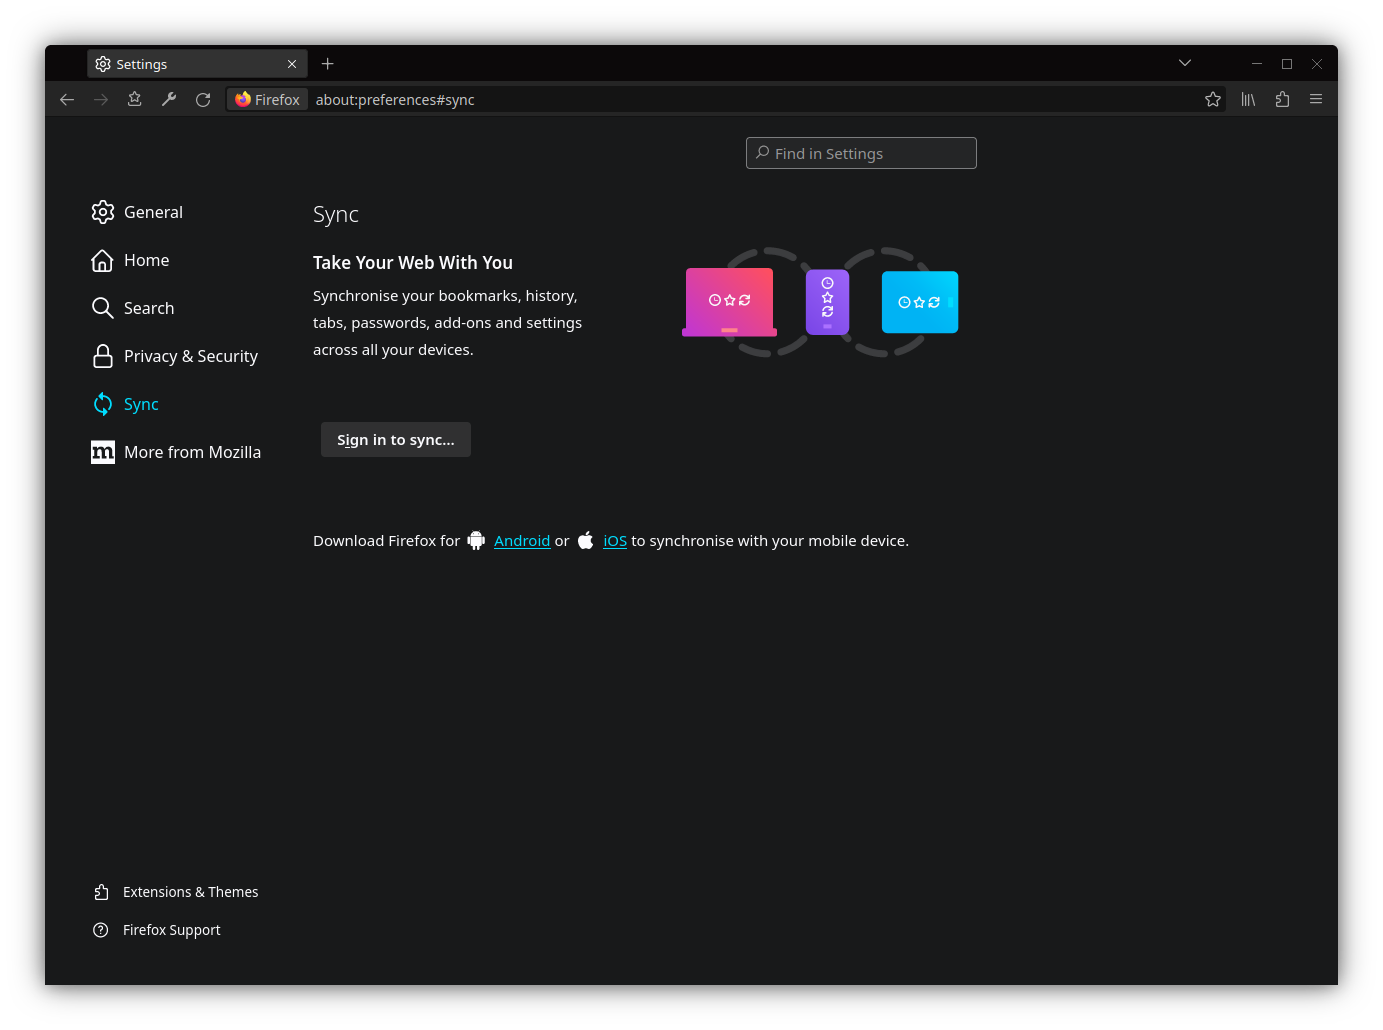 Settings
Firefox about:preferences#sync
Find in Settings
General
Home
Search
Privacy & Security
Sync
More from Mozilla
Sync
Take Your Web With You
Synchronise your bookmarks, history,
tabs, passwords, add-ons and settings
across all your devices.
Sign in to sync...
Download Firefox for Android or iOS to synchronise with your mobile device.
Extensions & Themes
Firefox Support